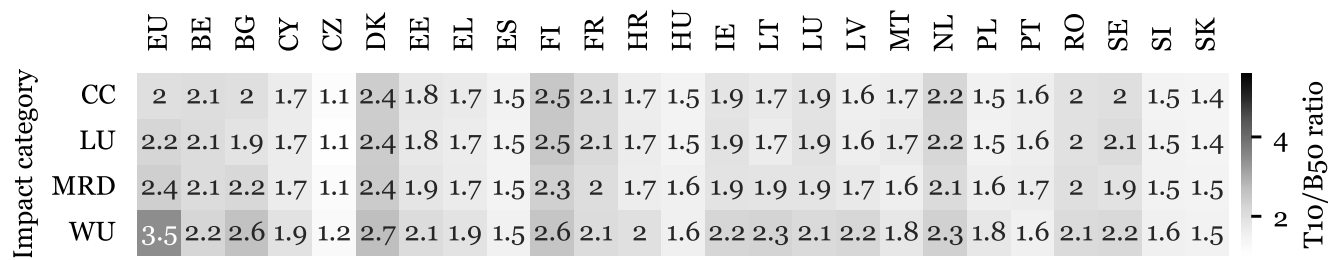 EU BE BG CY CZ DK EE EL ES FI FR HR HU IE LT LU LV MT NL PL PT RO SE SI SK
Impact category
CC 2 2.1 2 1.7 1.1 2.4 1.8 1.7 1.5 2.5 2.1 1.7 1.5 1.9 1.7 1.9 1.6 1.7 2.2 1.5 1.6 2 2 1.5 1.4
LU 2.2 2.1 1.9 1.7 1.1 2.4 1.8 1.7 1.5 2.5 2.1 1.7 1.5 1.9 1.7 1.9 1.6 1.7 2.2 1.5 1.6 2 2.1 1.5 1.4
MRD 2.4 2.1 2.2 1.7 1.1 2.4 1.9 1.7 1.5 2.3 2 1.7 1.6 1.9 1.9 1.9 1.7 1.6 2.1 1.6 1.7 2 1.9 1.5 1.5
WU 3.5 2.2 2.6 1.9 1.2 2.7 2.1 1.9 1.5 2.6 2.1 2 1.6 2.2 2.3 2.1 2.2 1.8 2.3 1.8 1.6 2.1 2.2 1.6 1.5
4
2
T10/B50 ratio